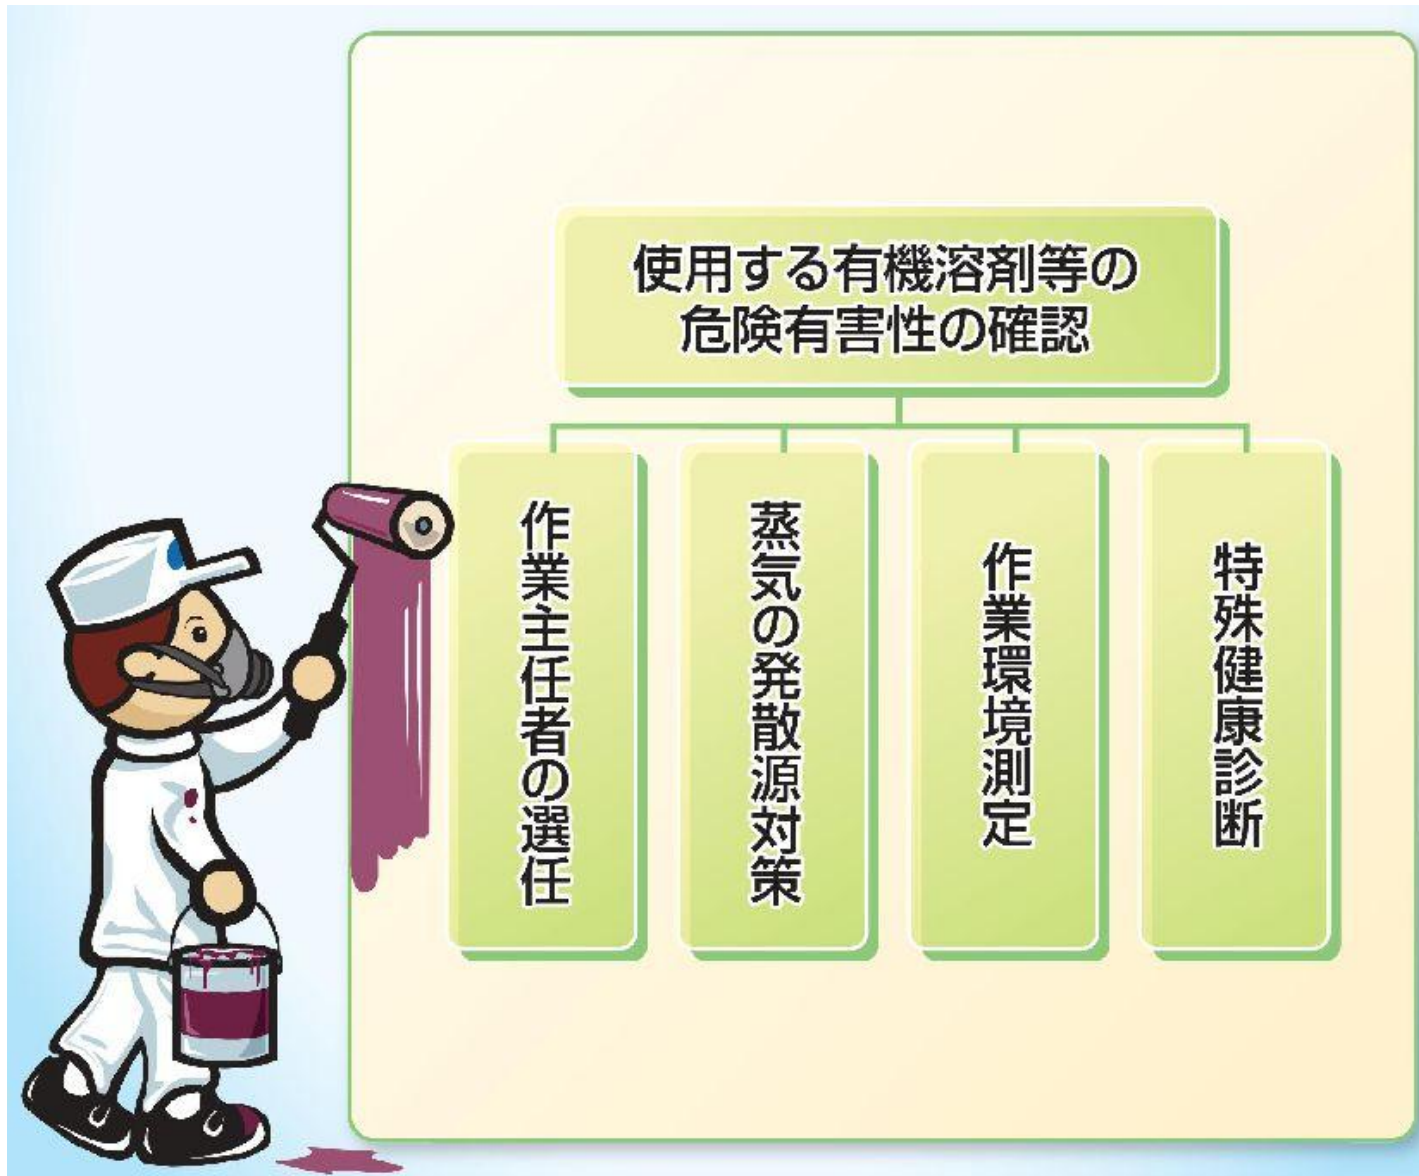 使用する有機溶剤等の
危険有害性の確認
作業主任者の選任
蒸気の発散源対策
作業環境測定
特殊健康診断